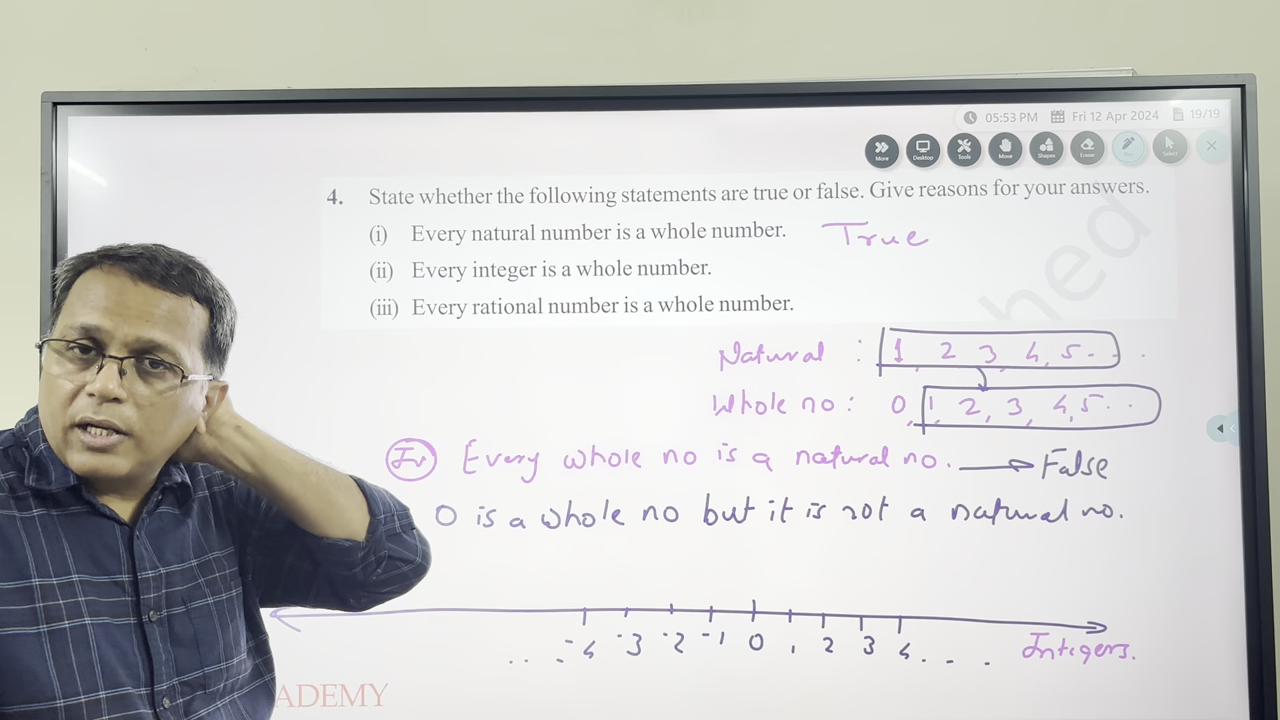 05:53 PM Fri 12 Apr 2024 19/19
More Desktop Tools Move Shapes Eraser Pen Select
4. State whether the following statements are true or false. Give reasons for your answers.
(i) Every natural number is a whole number. True
(ii) Every integer is a whole number.
(iii) Every rational number is a whole number.
hed
Natural : 1, 2 3, 4, 5 . . .
Whole no : 0, 1, 2, 3, 4, 5 . . .
(iv) Every whole no is a natural no. → False
0 is a whole no but it is not a natural no.
. . . -4 -3 -2 -1 0 1 2 3 4 . . . Integers.
ADEMY